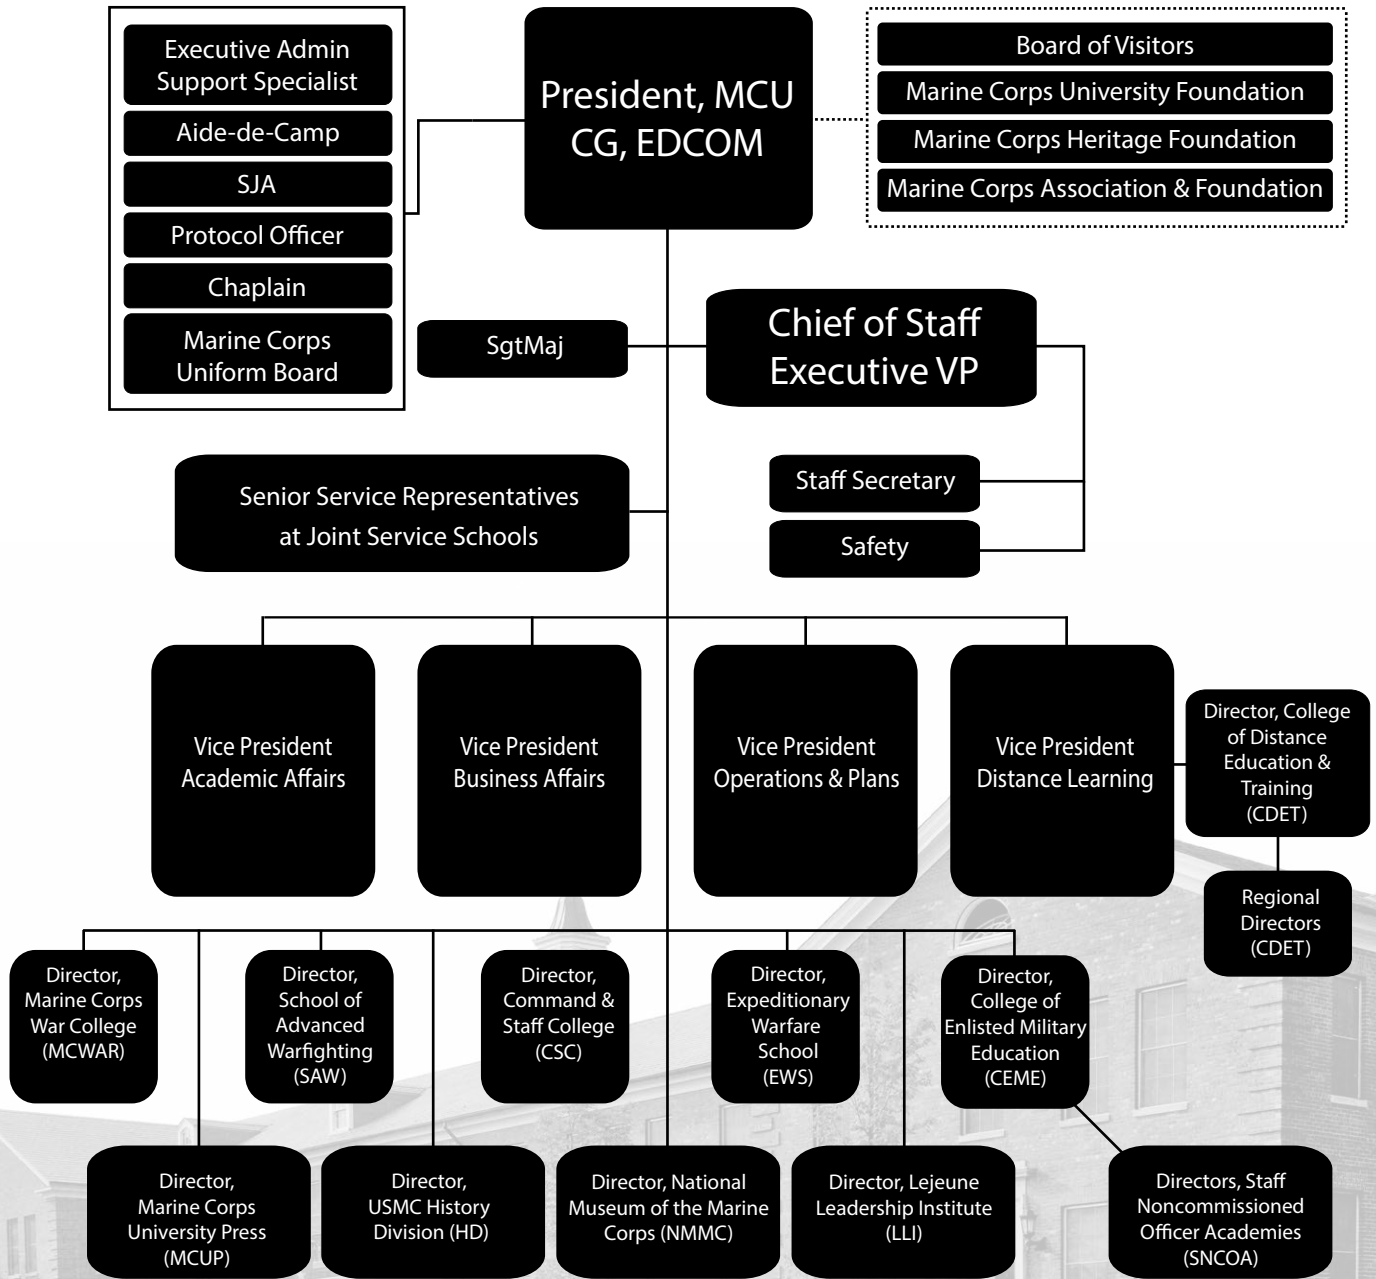 Executive Admin
Support Specialist
Aide-de-Camp
SJA
Protocol Officer
Chaplain
Marine Corps
Uniform Board
President, MCU
CG, EDCOM
Board of Visitors
Marine Corps University Foundation
Marine Corps Heritage Foundation
Marine Corps Association & Foundation
SgtMaj
Chief of Staff
Executive VP
Senior Service Representatives
at Joint Service Schools
Staff Secretary
Safety
Vice President
Academic Affairs
Vice President
Business Affairs
Vice President
Operations & Plans
Vice President
Distance Learning
Director, College
of Distance
Education &
Training
(CDET)
Regional
Directors
(CDET)
Director,
Marine Corps
War College
(MCWAR)
Director,
School of
Advanced
Warfighting
(SAW)
Director,
Command &
Staff College
(CSC)
Director,
Expeditionary
Warfare
School
(EWS)
Director,
College of
Enlisted Military
Education
(CEME)
Director,
Marine Corps
University Press
(MCUP)
Director,
USMC History
Division (HD)
Director, National
Museum of the Marine
Corps (NMMC)
Director, Lejeune
Leadership Institute
(LLI)
Directors, Staff
Noncommissioned
Officer Academies
(SNCOA)